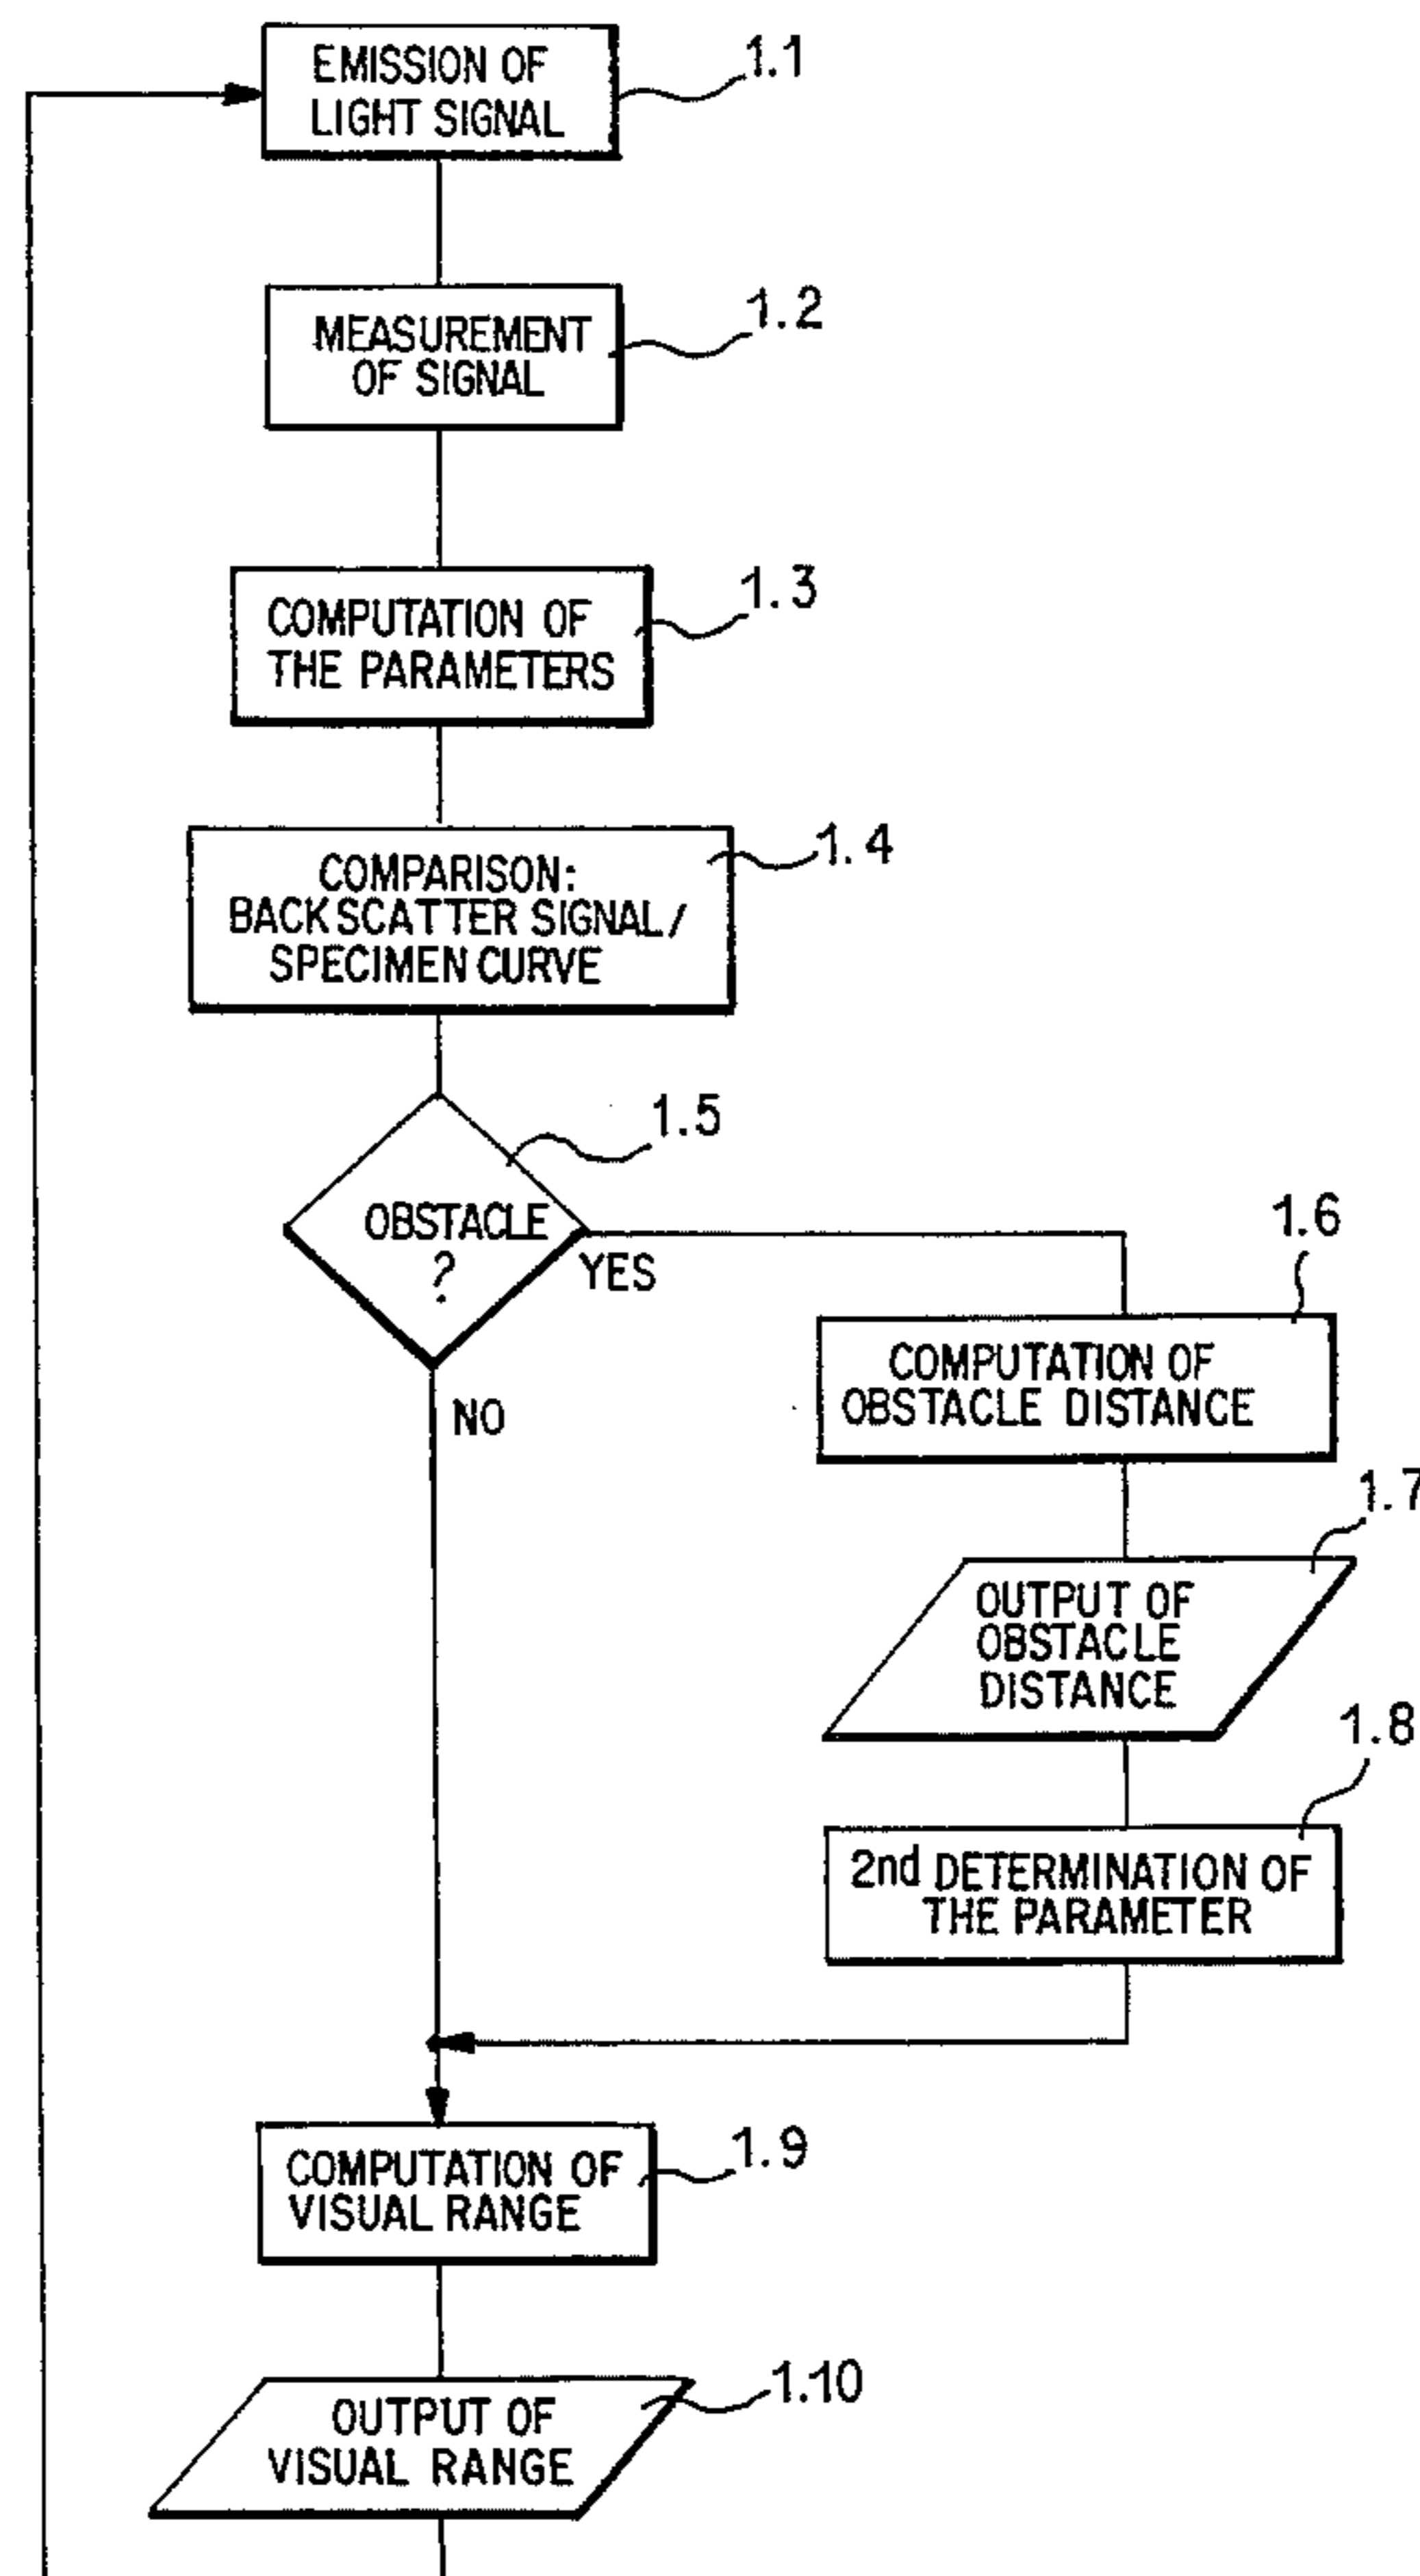 EMISSION OF
LIGHT SIGNAL
1.1
MEASUREMENT
OF SIGNAL
1.2
COMPUTATION OF
THE PARAMETERS
1.3
COMPARISON:
BACKSCATTER SIGNAL/
SPECIMEN CURVE
1.4
OBSTACLE
?
1.5
YES
NO
COMPUTATION OF
OBSTACLE DISTANCE
1.6
OUTPUT OF
OBSTACLE
DISTANCE
1.7
2nd DETERMINATION OF
THE PARAMETER
1.8
COMPUTATION OF
VISUAL RANGE
1.9
OUTPUT OF
VISUAL RANGE
1.10